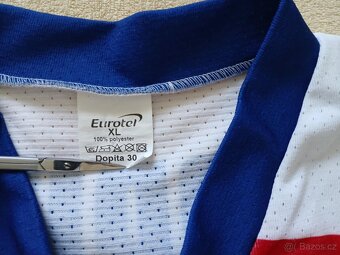 Eurotel
XL
100% polyester
Dopita 30
Bazos.cz